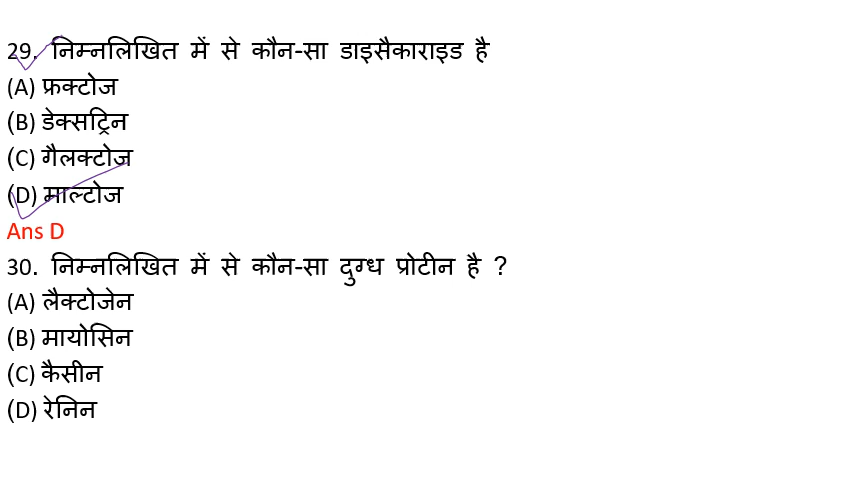 29. निम्नलिखित में से कौन-सा डाइसैकाराइड है
(A) फ्रक्टोज
(B) डेक्सट्रिन
(C) गैलक्टोज
(D) माल्टोज
Ans D
30. निम्नलिखित में से कौन-सा दुग्ध प्रोटीन है ?
(A) लैक्टोजेन
(B) मायोसिन
(C) कैसीन
(D) रेनिन